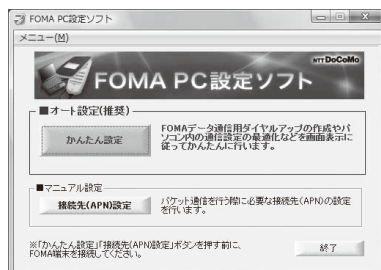 FOMA PC設定ソフト
メニュー(M)
NTT DoCoMo
FOMA PC設定ソフト
■オート設定(推奨)
かんたん設定
FOMAデータ通信用ダイヤルアップの作成やパ
ソコン内の通信設定の最適化などを画面表示に
従ってかんたんに行います。
■マニュアル設定
接続先(APN)設定
パケット通信を行う際に必要な接続先(APN)の設定
を行います。
※「かんたん設定」「接続先(APN)設定」ボタンを押す前に、
FOMA端末を接続してください。
終了